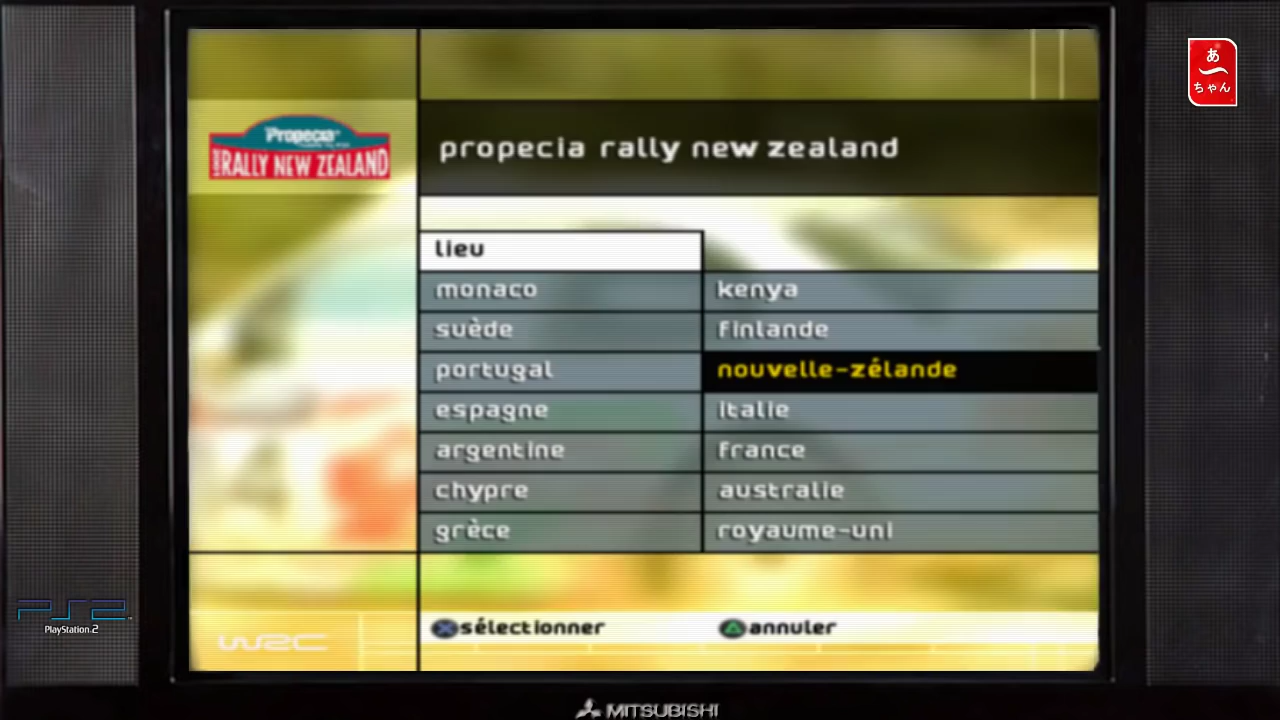 あー
ちゃん
Propecia
RALLY NEW ZEALAND
propecia rally new zealand
lieu
monaco
kenya
suède
finlande
portugal
nouvelle-zélande
espagne
italie
argentine
france
chypre
australie
grèce
royaume-uni
sélectionner
annuler
WRC
PS2
PlayStation.2
MITSUBISHI